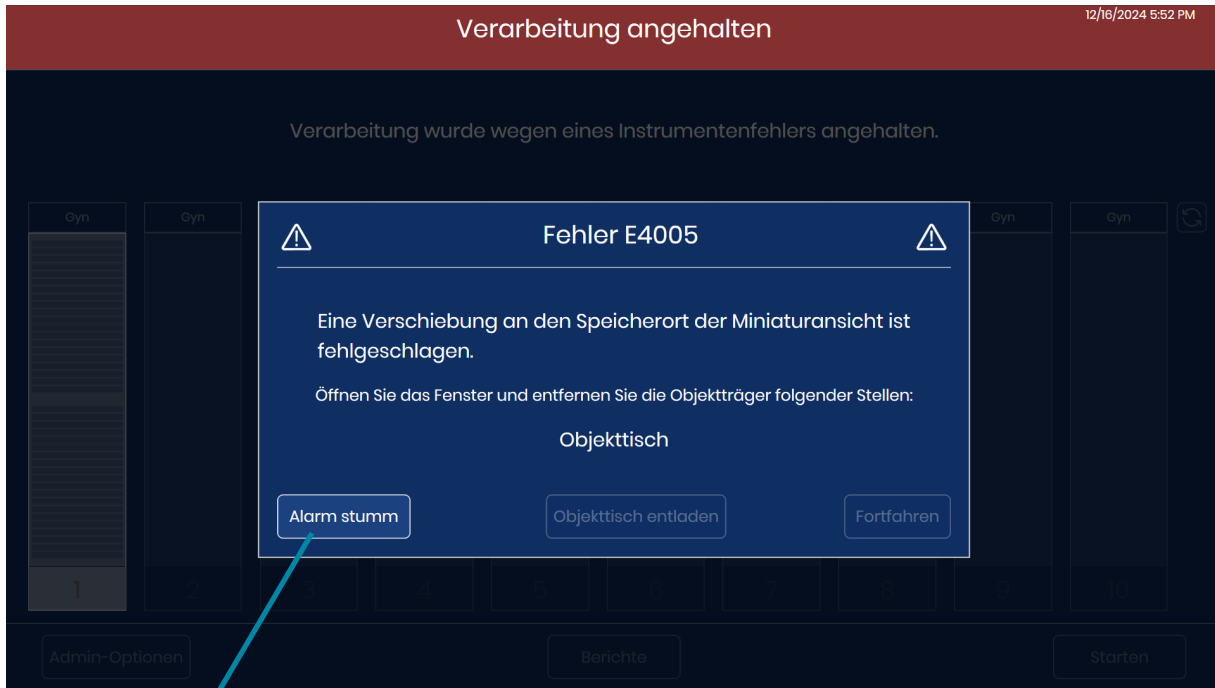 Verarbeitung angehalten
12/16/2024 5:52 PM
Verarbeitung wurde wegen eines Instrumentenfehlers angehalten.
Gyn
Gyn
Gyn
Gyn
Fehler E4005
Eine Verschiebung an den Speicherort der Miniaturansicht ist
fehlgeschlagen.
Öffnen Sie das Fenster und entfernen Sie die Objektträger folgender Stellen:
Objekttisch
Alarm stumm
Objekttisch entladen
Fortfahren
1
2
3
4
5
6
7
8
9
10
Admin-Optionen
Berichte
Starten